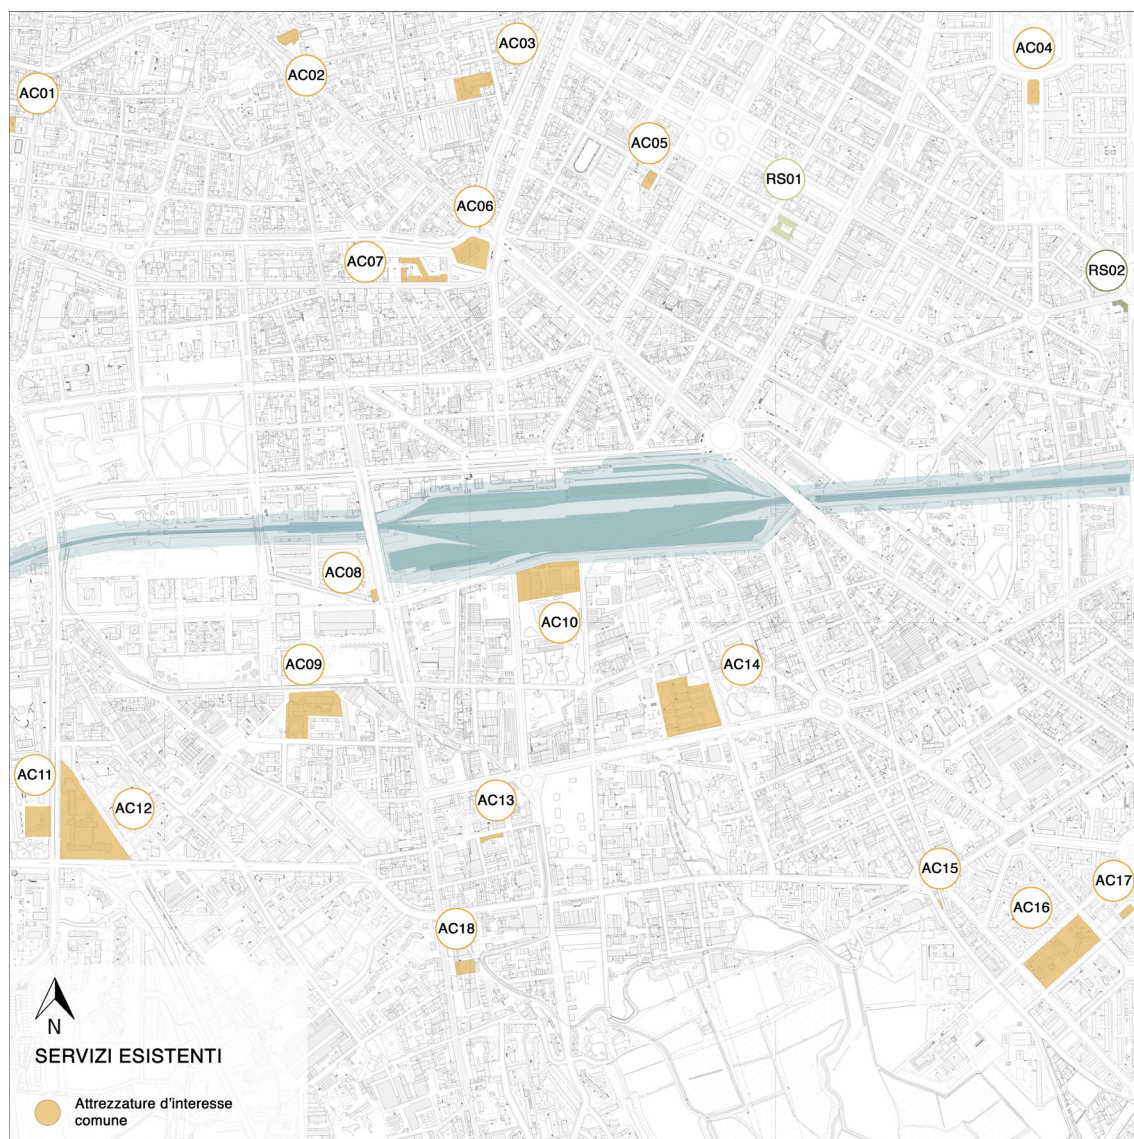 AC03
AC04
AC02
AC01
AC05
RS01
AC06
AC07
RS02
AC08
AC10
AC09
AC14
AC11
AC13
AC12
AC15
AC17
AC16
AC18
N
SERVIZI ESISTENTI
Attrezzature d'interesse
comune